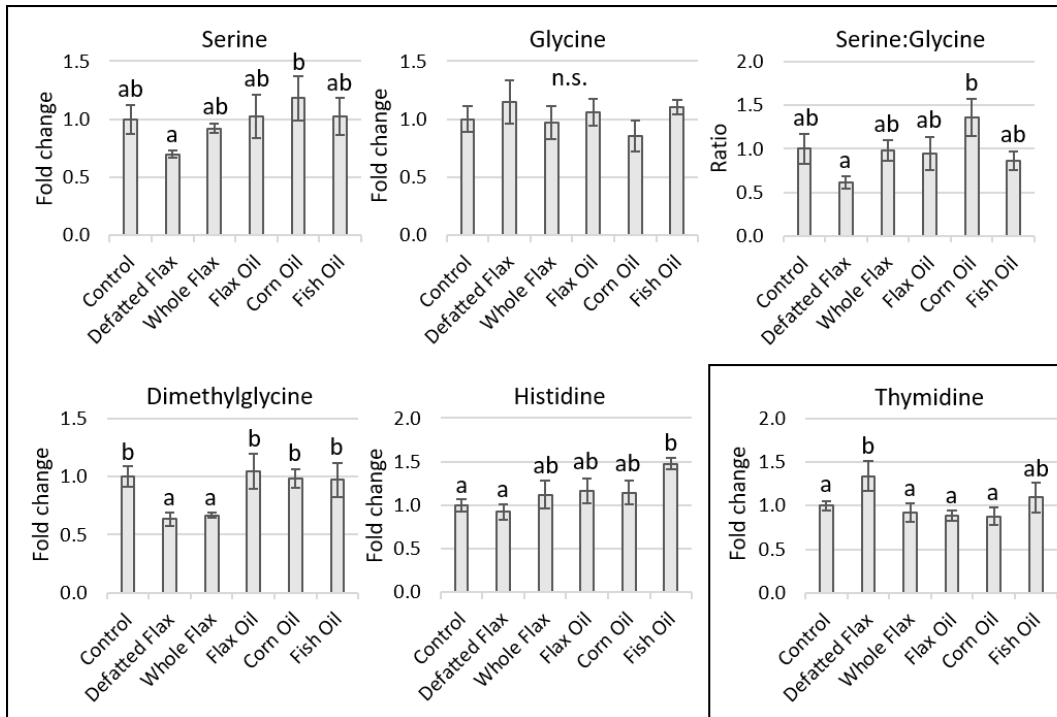 Serine
Fold change
1.5
1.0
0.5
0.0
ab
a
ab
ab
b
ab
Control
Defatted Flax
Whole Flax
Flax Oil
Corn Oil
Fish Oil
Glycine
Fold change
1.5
1.0
0.5
0.0
n.s.
Control
Defatted Flax
Whole Flax
Flax Oil
Corn Oil
Fish Oil
Serine:Glycine
Ratio
2.0
1.5
1.0
0.5
0.0
ab
a
ab
ab
b
ab
Control
Defatted Flax
Whole Flax
Flax Oil
Corn Oil
Fish Oil
Dimethylglycine
Fold change
1.5
1.0
0.5
0.0
b
a
a
b
b
b
Control
Defatted Flax
Whole Flax
Flax Oil
Corn Oil
Fish Oil
Histidine
Fold change
2.0
1.5
1.0
0.5
0.0
a
a
ab
ab
ab
b
Control
Defatted Flax
Whole Flax
Flax Oil
Corn Oil
Fish Oil
Thymidine
Fold change
2.0
1.5
1.0
0.5
0.0
a
b
a
a
a
ab
Control
Defatted Flax
Whole Flax
Flax Oil
Corn Oil
Fish Oil